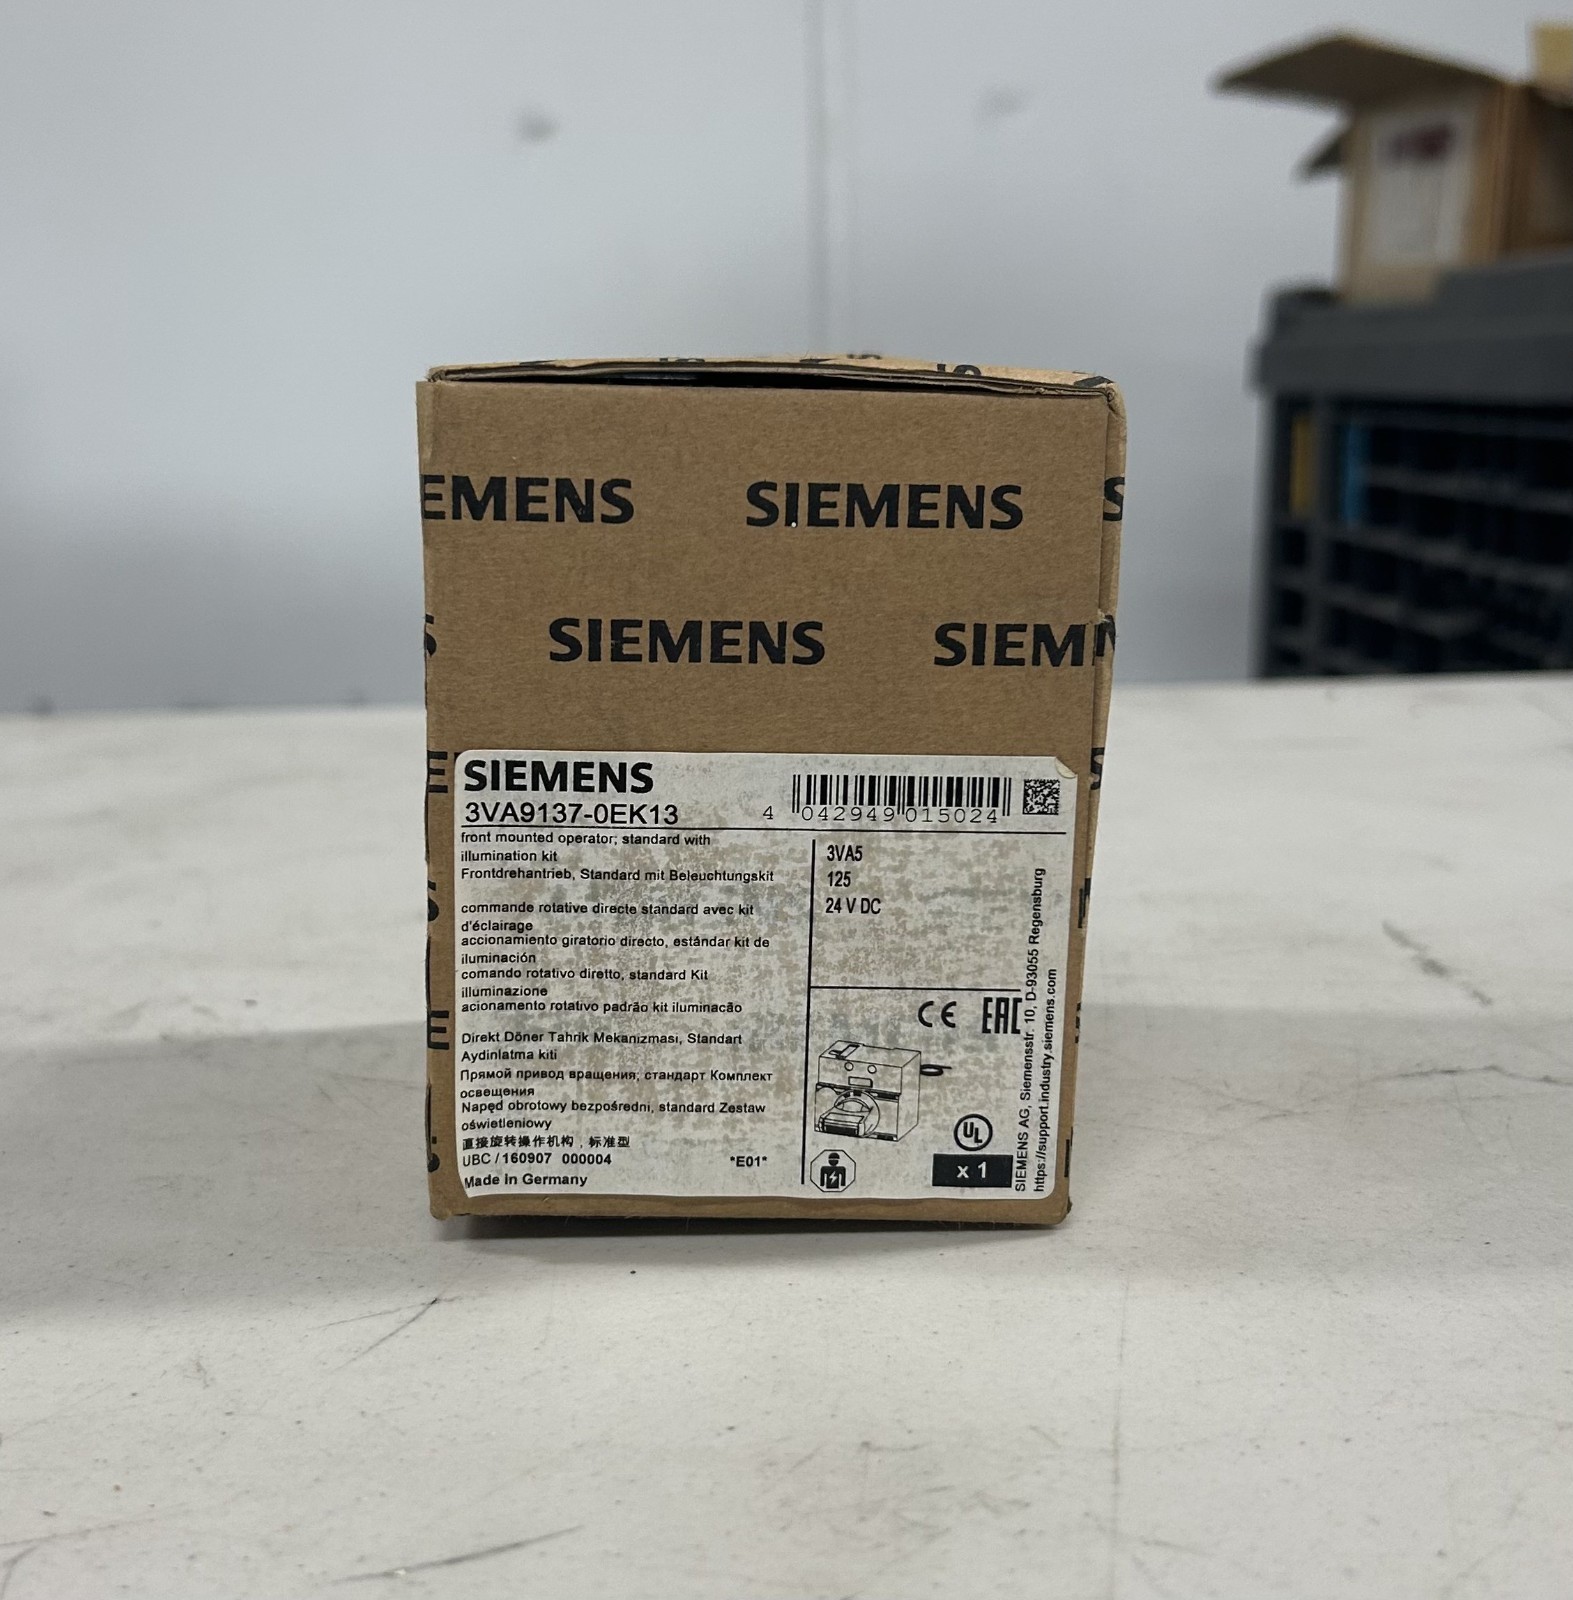 EMENS SIEMENS S
SIEMENS SIEMEN
SIEMENS
3VA9137-0EK13
4 042949 015024
front mounted operator; standard with
illumination kit
Frontdrehantrieb, Standard mit Beleuchtungskit
commande rotative directe standard avec kit
d'éclairage
accionamiento giratorio directo, estándar kit de
iluminación
comando rotativo diretto, standard Kit
illuminazione
acionamento rotativo padrão kit iluminacão
Direkt Döner Tahrik Mekanizması, Standart
Aydinlatma kiti
Прямой привод вращения; стандарт Комплект
освещения
Napęd obrotowy bezpośredni, standard Zestaw
oświetleniowy
直接旋转操作机构，标准型
UBC / 160907 000004 *E01*
Made in Germany
3VA5
125
24 V DC
CE EAC
UL
x 1
SIEMENS AG, Siemensstr. 10, D-93055 Regensburg
https://support.industry.siemens.com